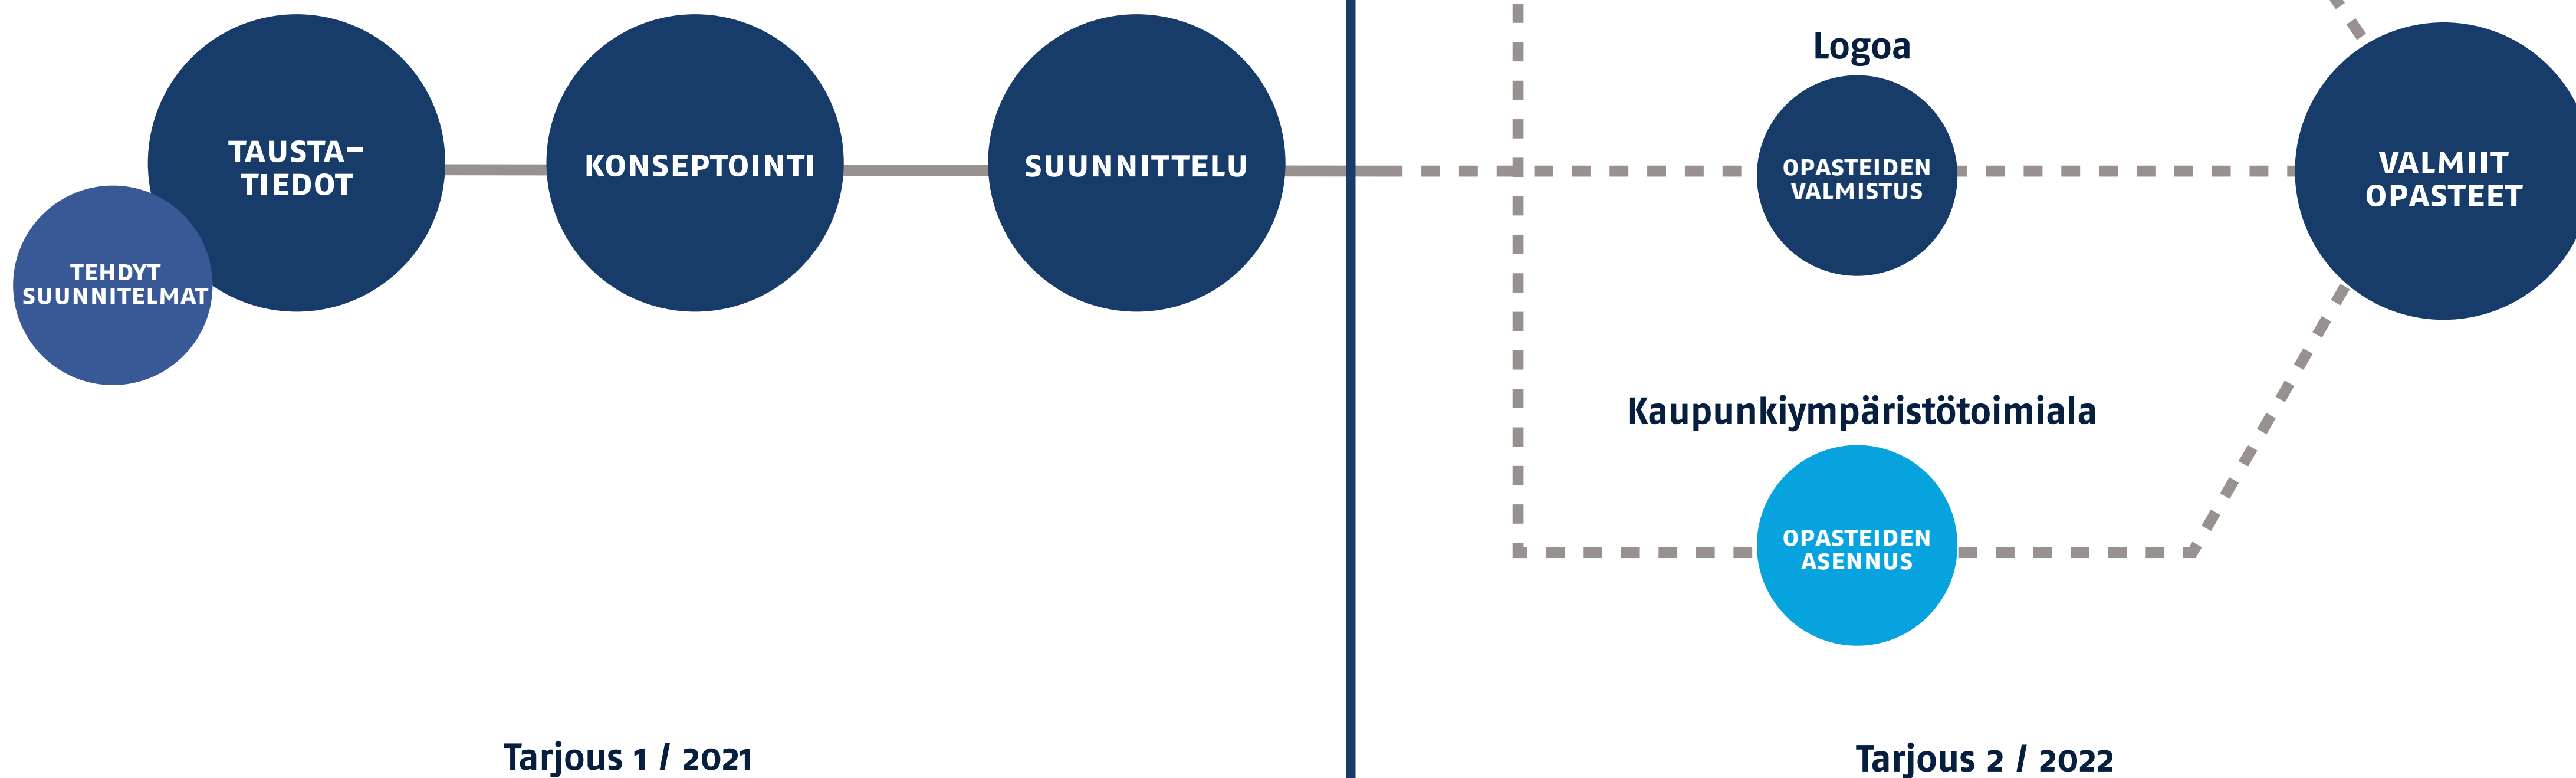 TAUSTA-
TIEDOT
TEHDYT
SUUNNITELMAT
KONSEPTOINTI
SUUNNITTELU
Tarjous 1 / 2021
Logoa
OPASTEIDEN
VALMISTUS
VALMIIT
OPASTEET
Kaupunkiympäristötoimiala
OPASTEIDEN
ASENNUS
Tarjous 2 / 2022